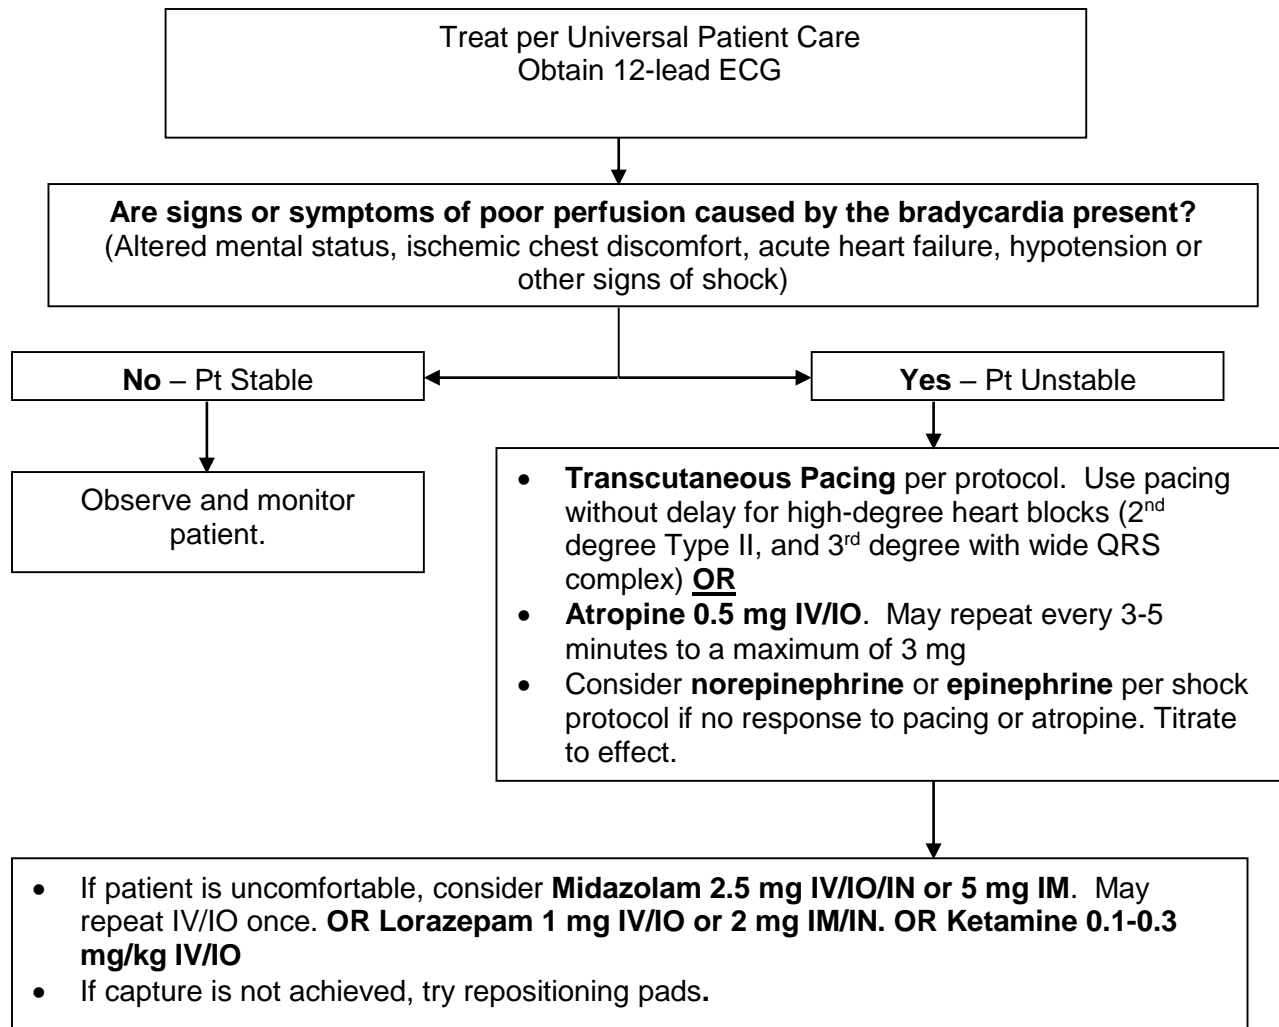 Treat per Universal Patient Care
Obtain 12-lead ECG
Are signs or symptoms of poor perfusion caused by the bradycardia present?
(Altered mental status, ischemic chest discomfort, acute heart failure, hypotension or
other signs of shock)
No – Pt Stable
Yes – Pt Unstable
Observe and monitor
patient.
• Transcutaneous Pacing per protocol. Use pacing
without delay for high-degree heart blocks (2nd
degree Type II, and 3rd degree with wide QRS
complex) OR
• Atropine 0.5 mg IV/IO. May repeat every 3-5
minutes to a maximum of 3 mg
• Consider norepinephrine or epinephrine per shock
protocol if no response to pacing or atropine. Titrate
to effect.
• If patient is uncomfortable, consider Midazolam 2.5 mg IV/IO/IN or 5 mg IM. May
repeat IV/IO once. OR Lorazepam 1 mg IV/IO or 2 mg IM/IN. OR Ketamine 0.1-0.3
mg/kg IV/IO
• If capture is not achieved, try repositioning pads.